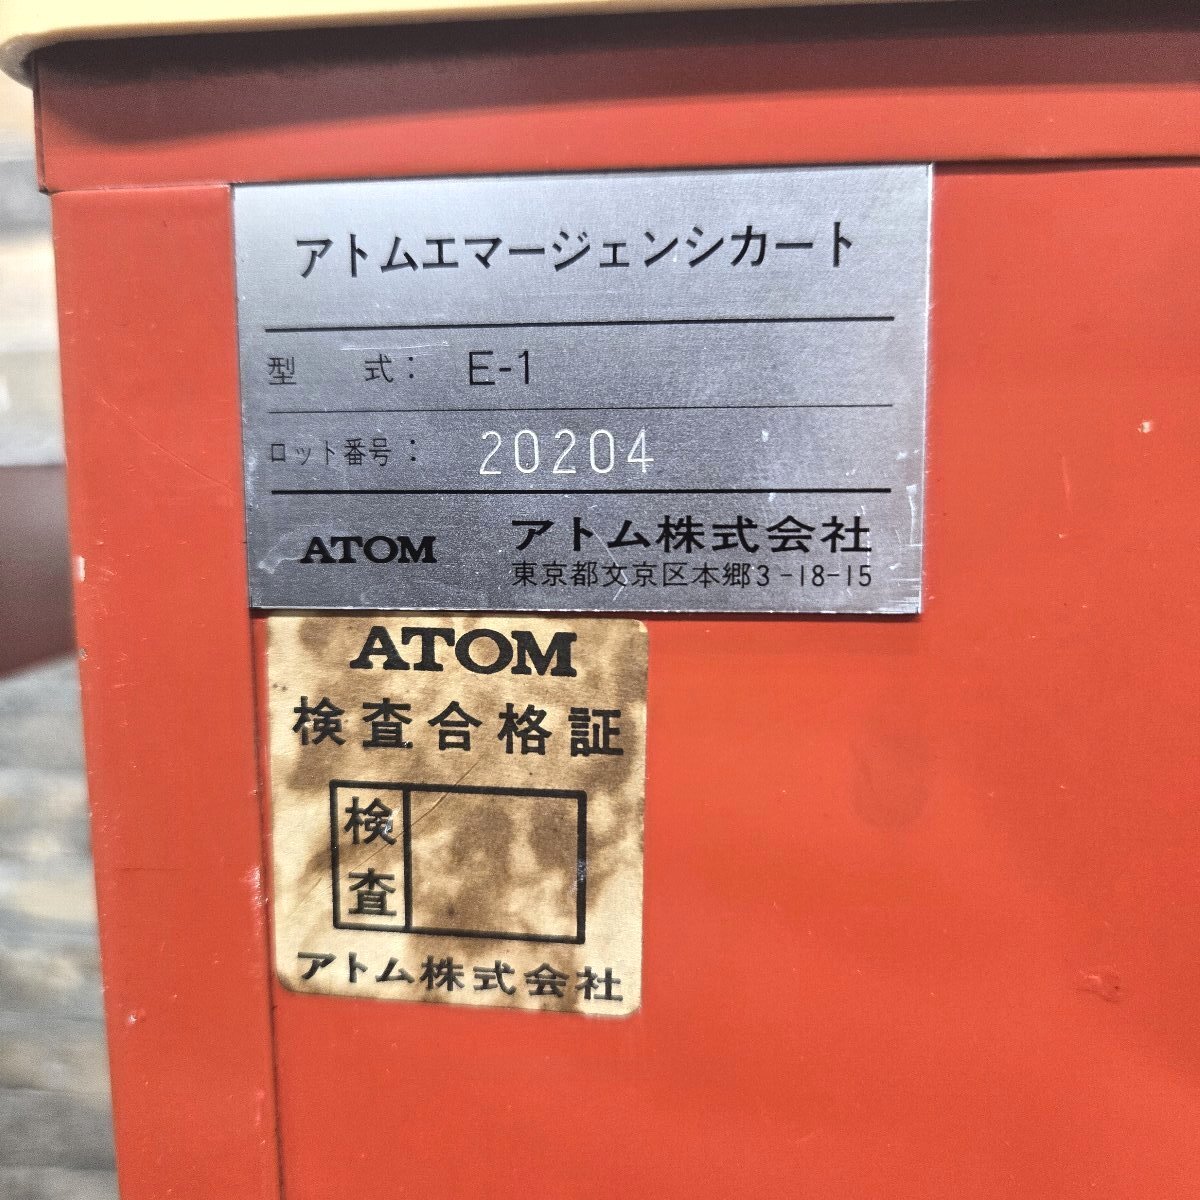 アトムエマージェンシカート
型 式: E-1
ロット番号: 20204
ATOM アトム株式会社
東京都文京区本郷3-18-15
ATOM
検査合格証
検査
アトム株式会社